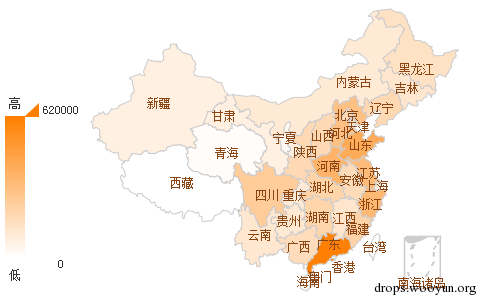 高
620000
0
低
黑龙江
内蒙古
吉林
新疆
辽宁
甘肃
北京
天津
河北
山西
宁夏
山东
青海
陕西
河南
江苏
安徽
西藏
上海
四川
重庆
湖北
浙江
湖南
江西
贵州
福建
云南
广西
广东
台湾
香港
澳门
海南
南海诸岛
drops.wooyun.org